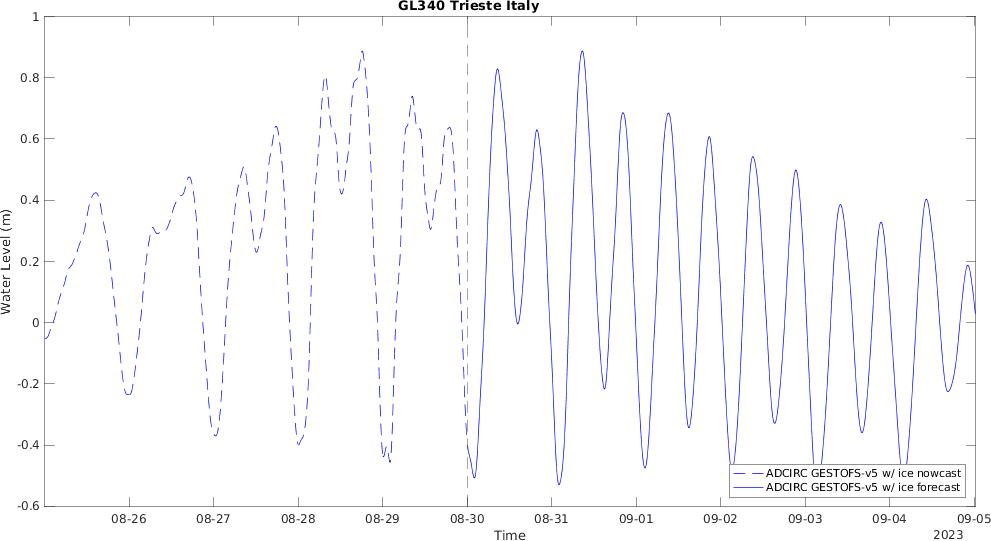 GL340 Trieste Italy
1
0.8
0.6
0.4
0.2
0
-0.2
-0.4
-0.6
Water Level (m)
ADCIRC GESTOFS-v5 w/ ice nowcast
ADCIRC GESTOFS-v5 w/ ice forecast
08-26 08-27 08-28 08-29 08-30 08-31 09-01 09-02 09-03 09-04 09-05
Time
2023